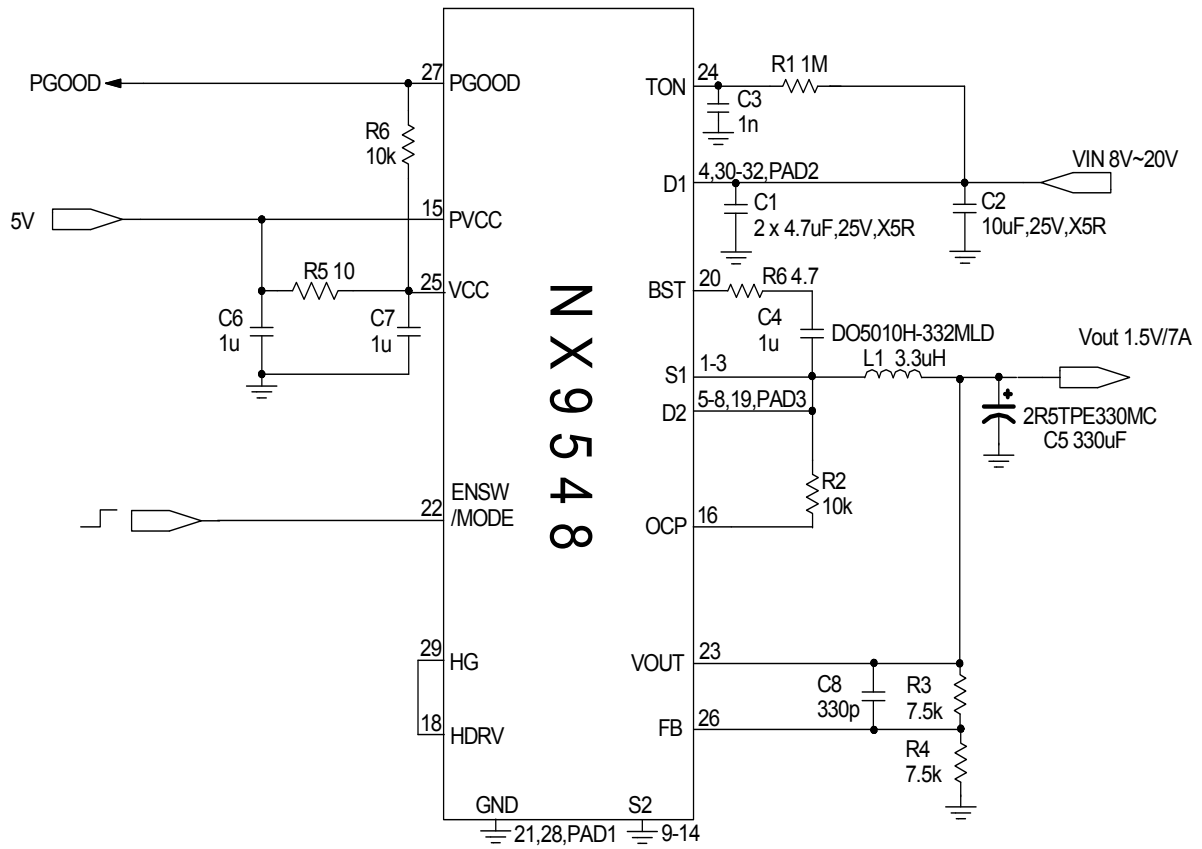 27
PGOOD
PGOOD
R6
10k
5V
15
PVCC
R5 10
25
VCC
C6
1u
C7
1u
22
ENSW
/MODE
29
HG
18
HDRV
NX9548
GND
21,28,PAD1
S2
9-14
TON
24
R1 1M
C3
1n
D1
4,30-32,PAD2
VIN 8V~20V
C1
2 x 4.7uF,25V,X5R
C2
10uF,25V,X5R
BST
20
R6 4.7
C4
1u
DO5010H-332MLD
L1 3.3uH
Vout 1.5V/7A
S1
1-3
D2
5-8,19,PAD3
+
2R5TPE330MC
C5 330uF
R2
10k
OCP
16
VOUT
23
C8
330p
R3
7.5k
FB
26
R4
7.5k